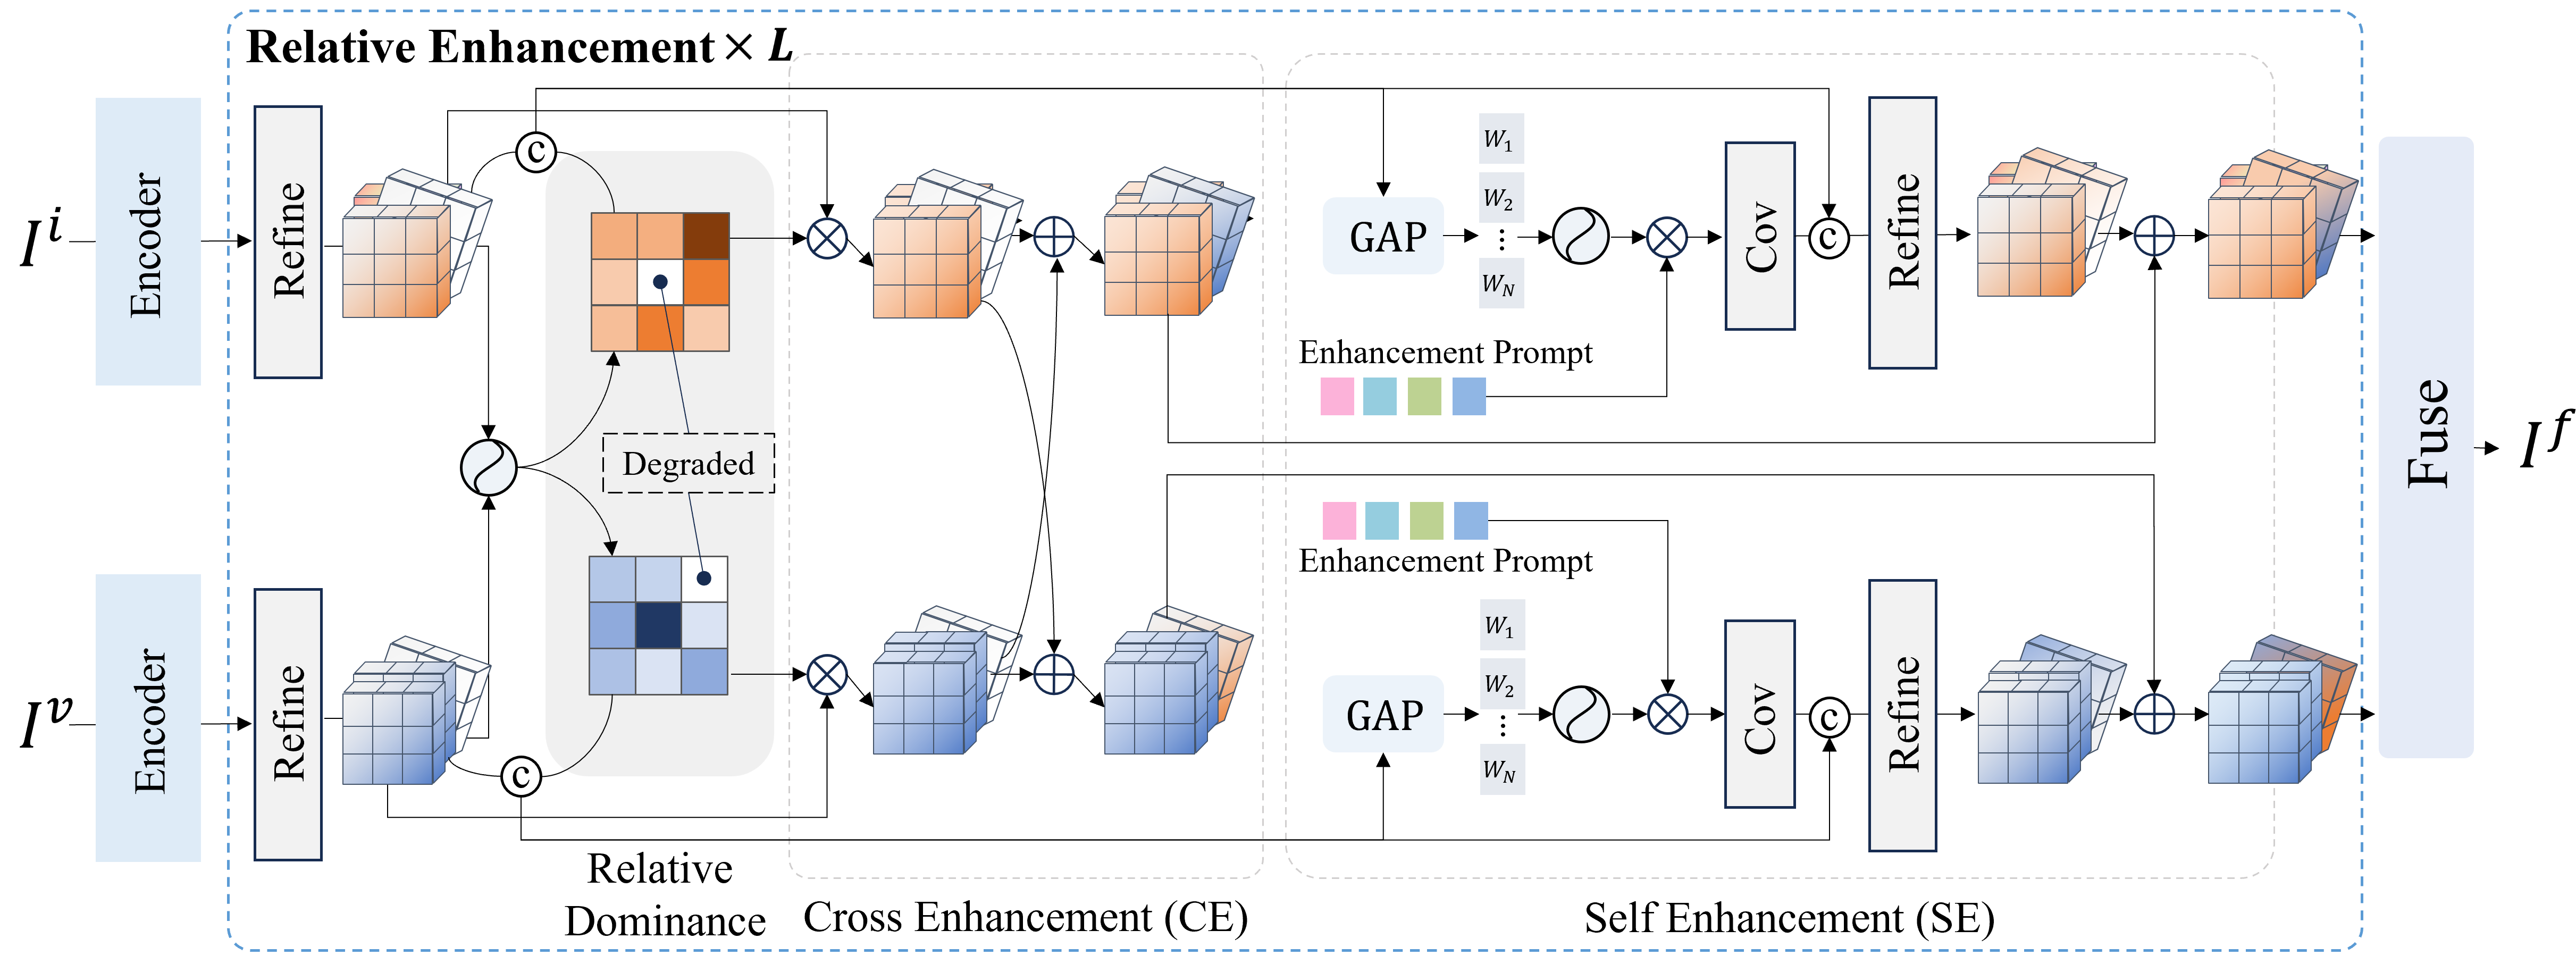 Relative Enhancement × L
I^i
Encoder
Refine
C
GAP
W_1
W_2
⋮
W_N
Cov
C
Refine
Enhancement Prompt
Degraded
Fuse
I^f
Enhancement Prompt
I^v
Encoder
Refine
C
GAP
W_1
W_2
⋮
W_N
Cov
C
Refine
Relative
Dominance
Cross Enhancement (CE)
Self Enhancement (SE)